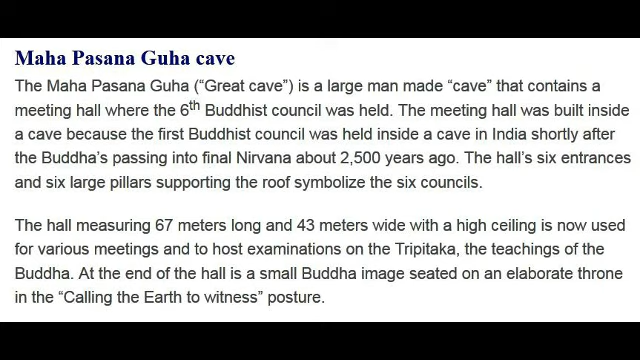 Maha Pasana Guha cave
The Maha Pasana Guha (“Great cave”) is a large man made “cave” that contains a
meeting hall where the 6th Buddhist council was held. The meeting hall was built inside
a cave because the first Buddhist council was held inside a cave in India shortly after
the Buddha’s passing into final Nirvana about 2,500 years ago. The hall’s six entrances
and six large pillars supporting the roof symbolize the six councils.
The hall measuring 67 meters long and 43 meters wide with a high ceiling is now used
for various meetings and to host examinations on the Tripitaka, the teachings of the
Buddha. At the end of the hall is a small Buddha image seated on an elaborate throne
in the “Calling the Earth to witness” posture.